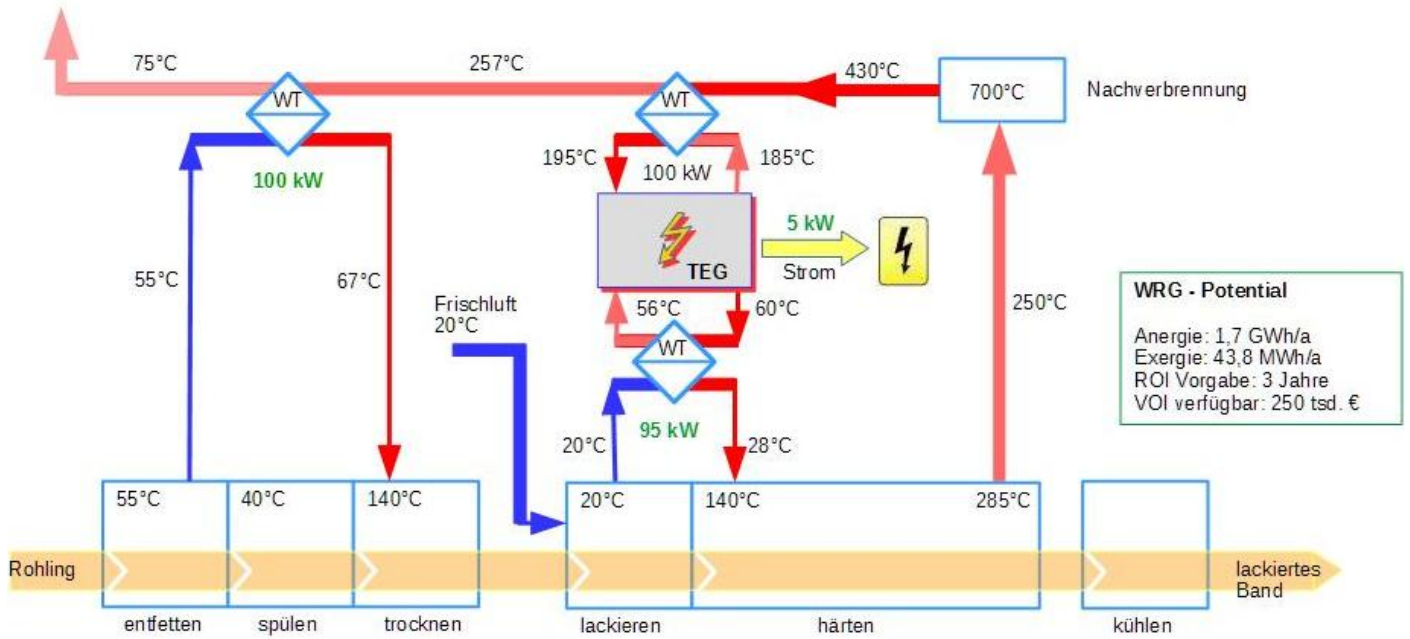 75°C
257°C
430°C
WT
WT
700°C
Nachverbrennung
195°C
185°C
100 kW
100 kW
5 kW
TEG
Strom
55°C
67°C
Frischluft
20°C
56°C
60°C
250°C
WT
WRG - Potential
Anergie: 1,7 GWh/a
Exergie: 43,8 MWh/a
ROI Vorgabe: 3 Jahre
VOI verfügbar: 250 tsd. €
95 kW
20°C
28°C
55°C
40°C
140°C
20°C
140°C
285°C
Rohling
lackiertes
Band
entfetten
spülen
trocknen
lackieren
härten
kühlen